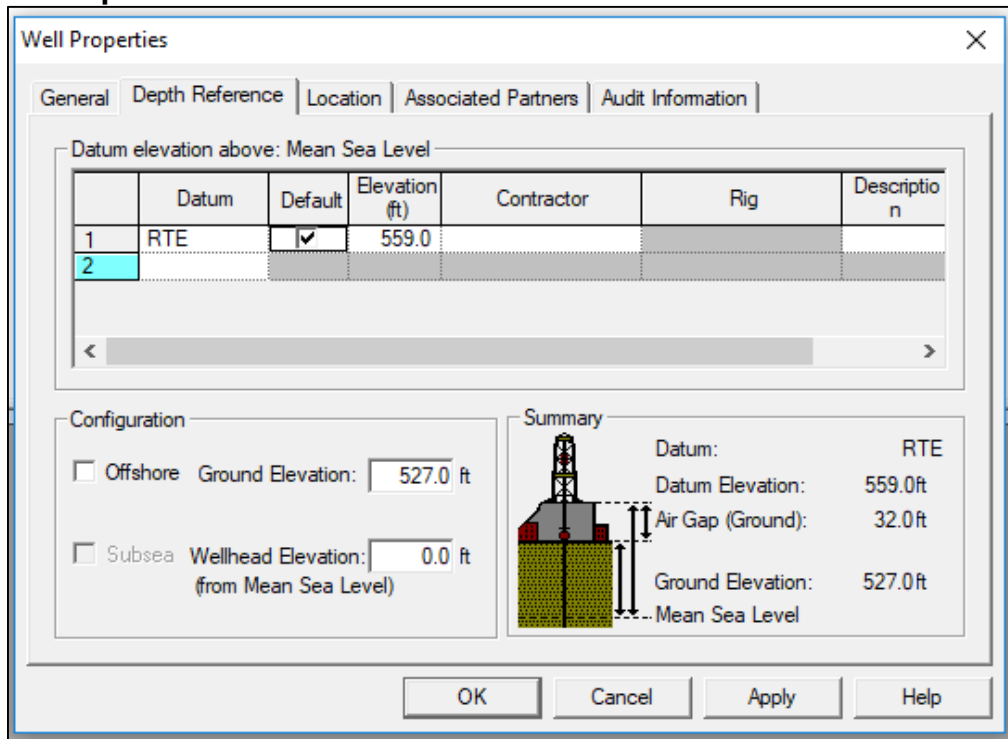 Well Properties
General Depth Reference Location Associated Partners Audit Information
Datum elevation above: Mean Sea Level
Datum Default Elevation (ft) Contractor Rig Descriptio n
1 RTE 559.0
2
Configuration
Offshore Ground Elevation: 527.0 ft
Subsea Wellhead Elevation: 0.0 ft
(from Mean Sea Level)
Summary
Datum: RTE
Datum Elevation: 559.0ft
Air Gap (Ground): 32.0ft
Ground Elevation: 527.0ft
Mean Sea Level
OK Cancel Apply Help